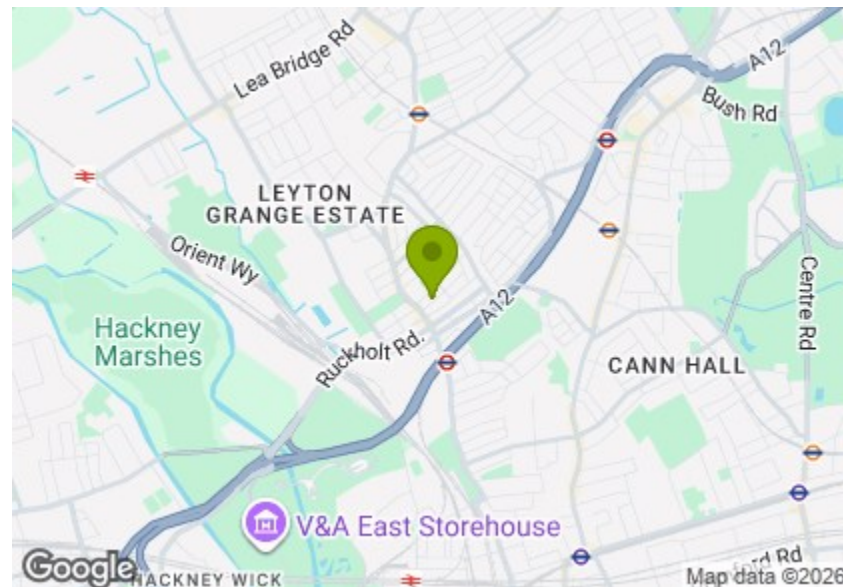 Lea Bridge Rd
A12
Bush Rd
LEYTON
GRANGE ESTATE
Orient Wy
A12
Centre Rd
Hackney
Marshes
Ruckholt Rd.
CANN HALL
V&A East Storehouse
Google
HACKNEY WICK
Map data ©2026